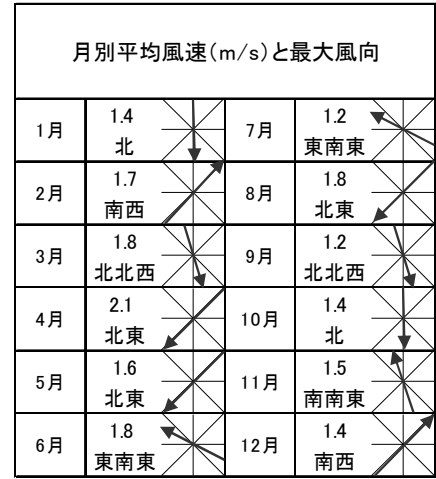 月別平均風速(m/s)と最大風向
1月 1.4 北 7月 1.2 東南東
2月 1.7 南西 8月 1.8 北東
3月 1.8 北北西 9月 1.2 北北西
4月 2.1 北東 10月 1.4 北
5月 1.6 北東 11月 1.5 南南東
6月 1.8 東南東 12月 1.4 南西